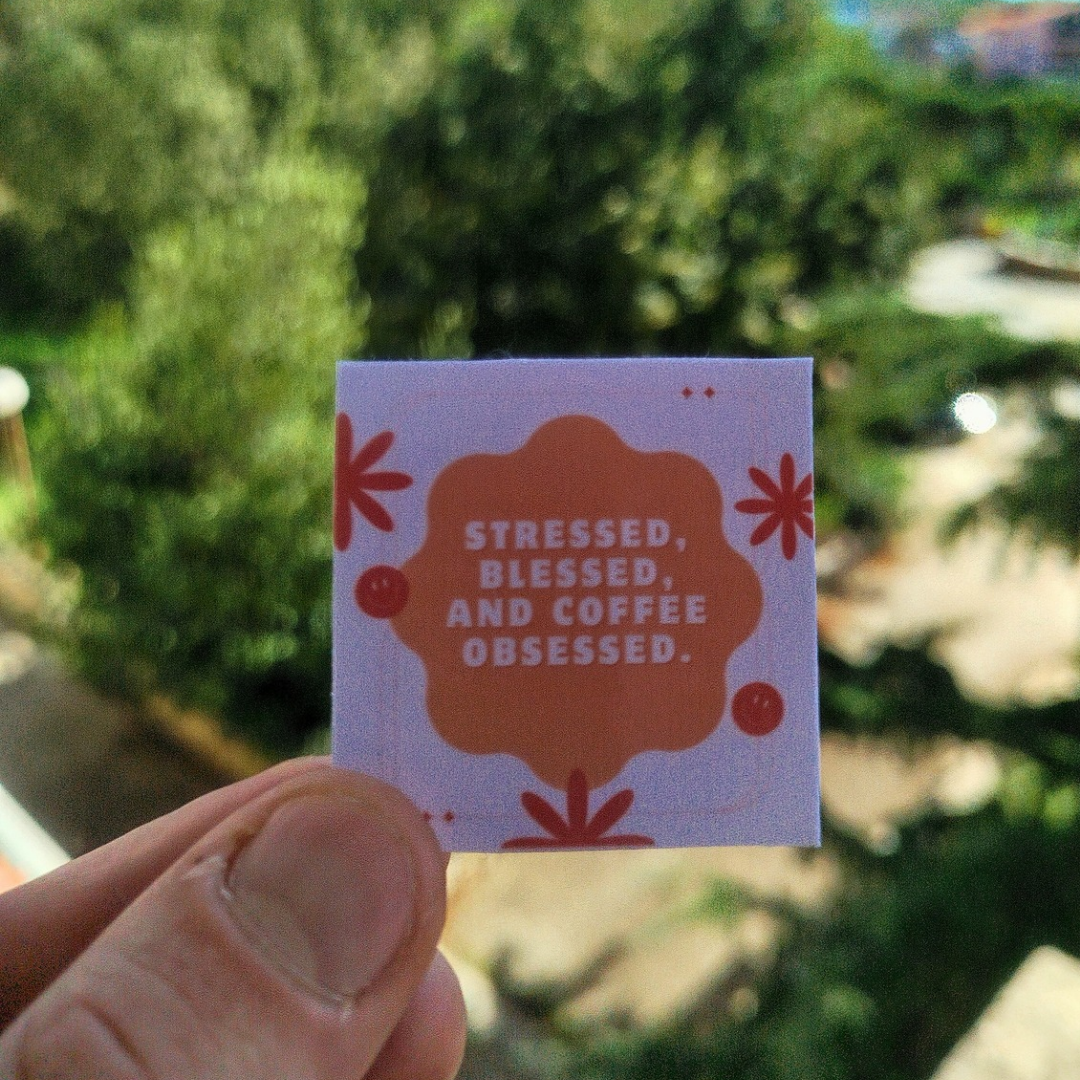 STRESSED,
BLESSED,
AND COFFEE
OBSESSED.